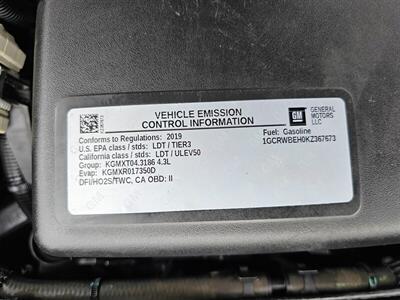 VEHICLE EMISSION
CONTROL INFORMATION
GM
GENERAL
MOTORS
LLC
Conforms to Regulations: 2019
U.S. EPA class / stds: LDT / TIER3
California class / stds: LDT / ULEV50
Group: KGMXT04.3186 4.3L
Evap: KGMXR017350D
DFI/HO2S/TWC, CA OBD: II
Fuel: Gasoline
1GCRWBEH0KZ367673